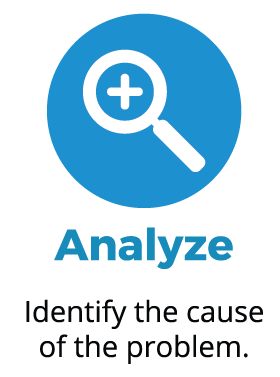 Analyze
Identify the cause
of the problem.